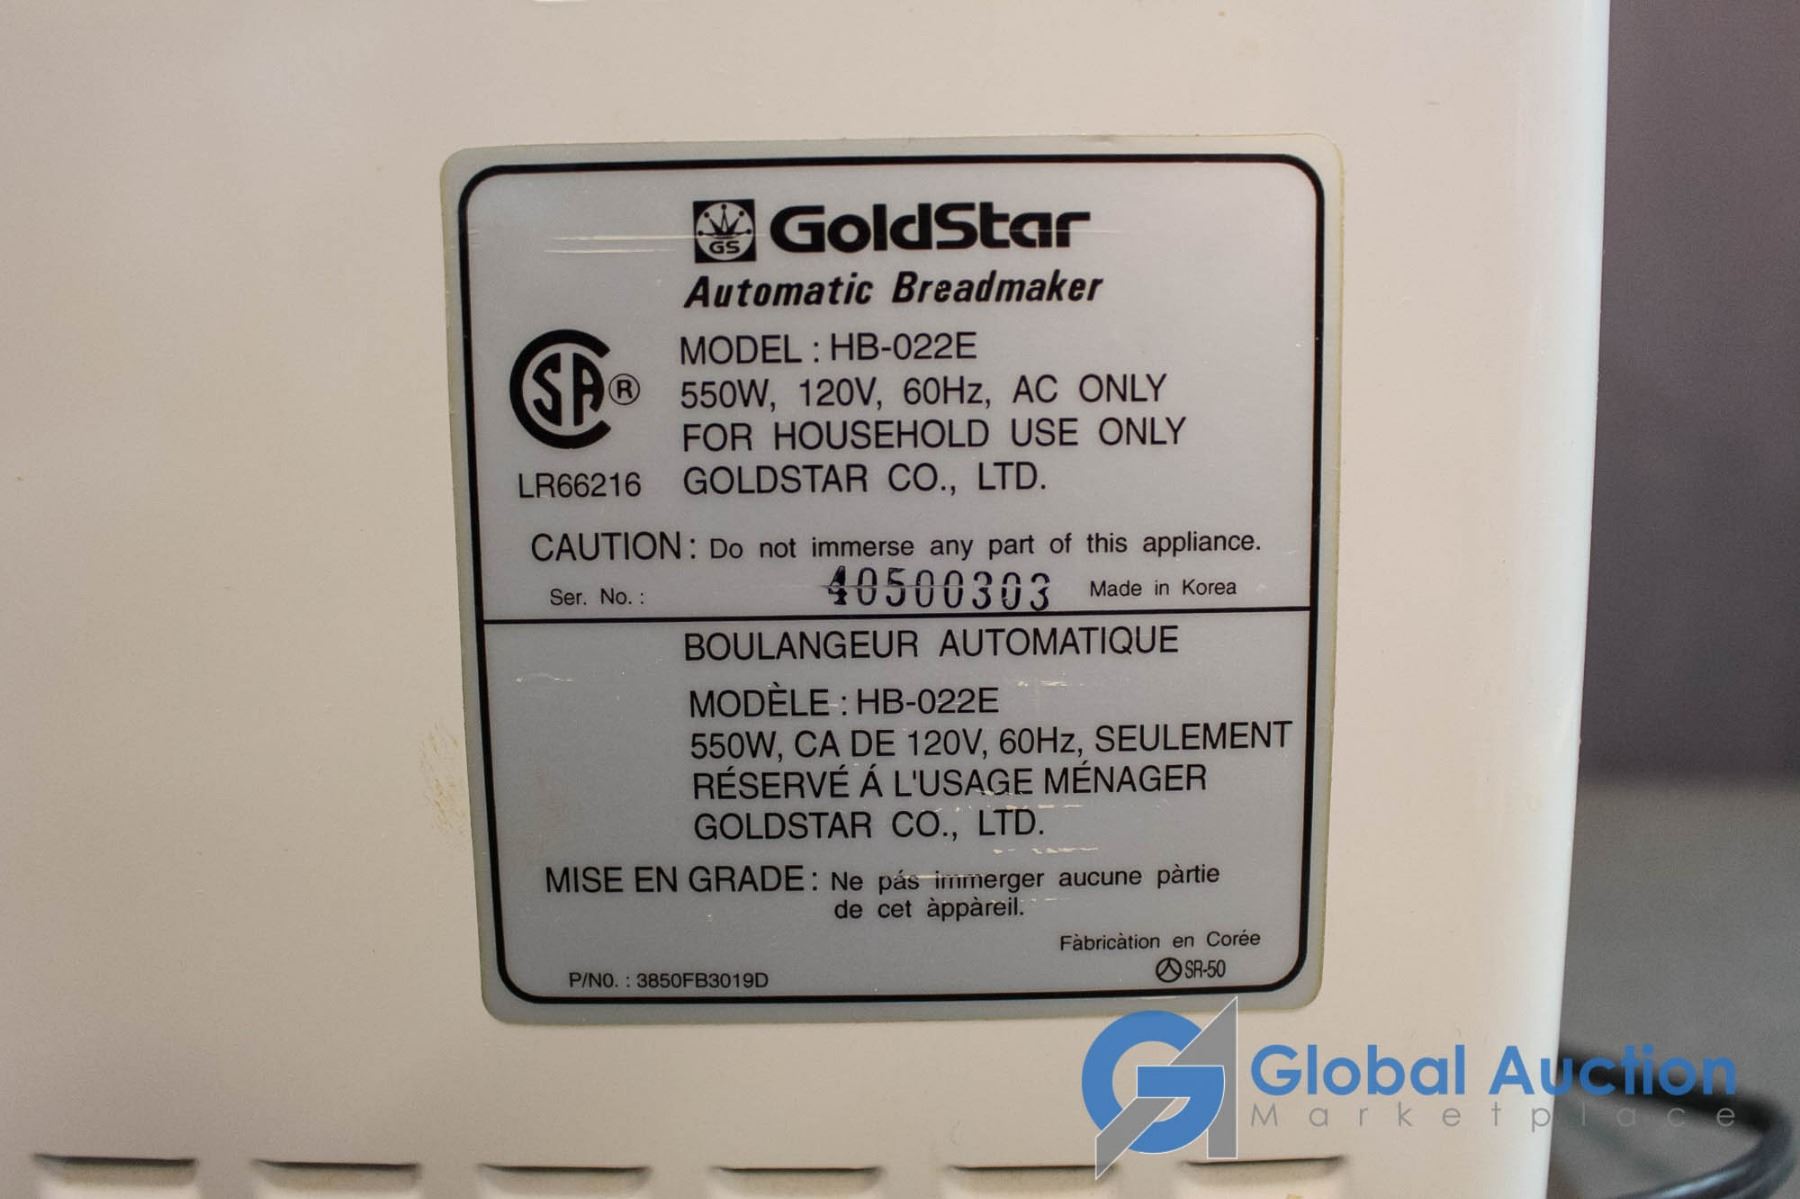 GS GoldStar
Automatic Breadmaker
MODEL : HB-022E
550W, 120V, 60Hz, AC ONLY
FOR HOUSEHOLD USE ONLY
GOLDSTAR CO., LTD.
SA ®
LR66216
CAUTION : Do not immerse any part of this appliance.
Ser. No. : 40500303 Made in Korea
BOULANGEUR AUTOMATIQUE
MODÈLE : HB-022E
550W, CA DE 120V, 60Hz, SEULEMENT
RÉSERVÉ Á L'USAGE MÉNAGER
GOLDSTAR CO., LTD.
MISE EN GRADE : Ne pás immerger aucune pàrtie
de cet àppàreil.
Fàbricàtion en Corée
P/N0. : 3850FB3019D
SR-50
Global Auction
Marketplace